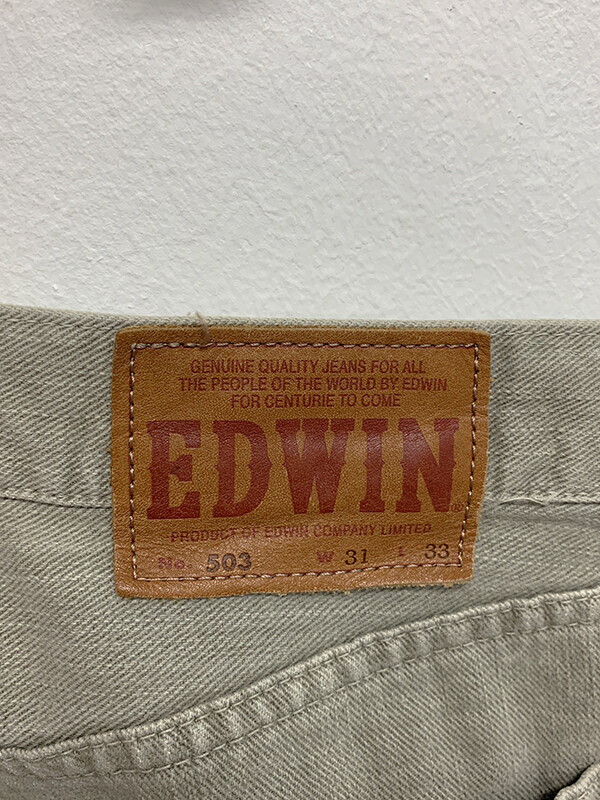 GENUINE QUALITY JEANS FOR ALL
THE PEOPLE OF THE WORLD BY EDWIN
FOR CENTURIE TO COME
EDWIN®
PRODUCT OF EDWIN COMPANY LIMITED
No. 503 W 31 L 33